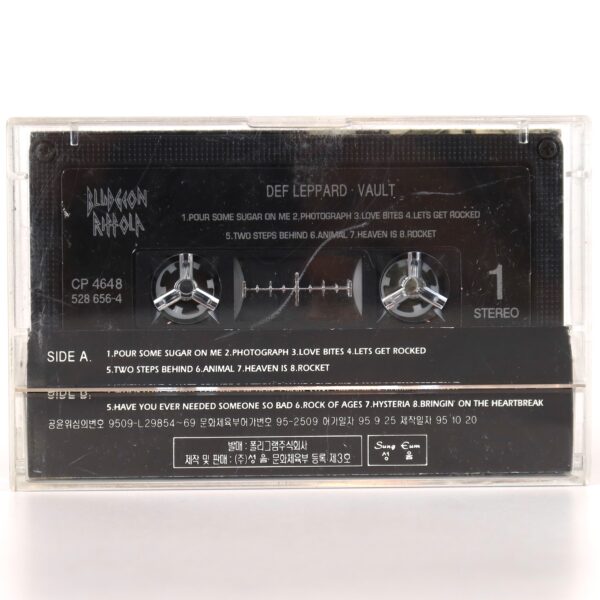 BLUDGEON
RIFFOLA
DEF LEPPARD · VAULT
1.POUR SOME SUGAR ON ME 2.PHOTOGRAPH 3.LOVE BITES 4.LETS GET ROCKED
5.TWO STEPS BEHIND 6.ANIMAL 7.HEAVEN IS 8.ROCKET
CP 4648
528 656-4
1
STEREO
SIDE A. 1.POUR SOME SUGAR ON ME 2.PHOTOGRAPH 3.LOVE BITES 4.LETS GET ROCKED
5.TWO STEPS BEHIND 6.ANIMAL 7.HEAVEN IS 8.ROCKET
SIDE B.
5.HAVE YOU EVER NEEDED SOMEONE SO BAD 6.ROCK OF AGES 7.HYSTERIA 8.BRINGIN' ON THE HEARTBREAK
공윤위심의번호 9509-L29854~69 문화체육부허가번호 95-2509 허가일자 95 9 25 제작일자 95 10 20
발매 : 폴리그램주식회사
제작 및 판매 : (주)성 음 문화체육부 등록 제3호
Sung Eum
성 음